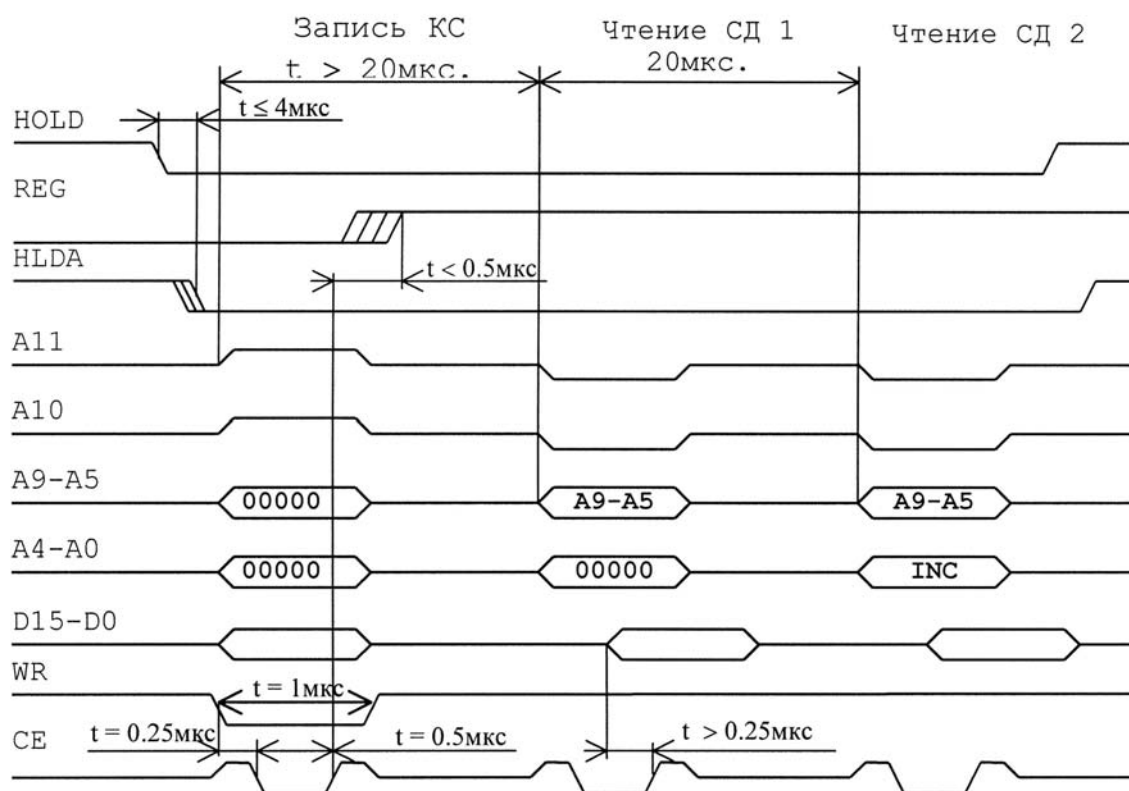 Запись КС
Чтение СД 1
Чтение СД 2
t > 20мкс.
20мкс.
t ≤ 4мкс
HOLD
REG
HLDA
t < 0.5мкс
A11
A10
A9-A5
00000
A9-A5
A9-A5
A4-A0
00000
00000
INC
D15-D0
WR
t = 1мкс
CE
t = 0.25мкс
t = 0.5мкс
t > 0.25мкс